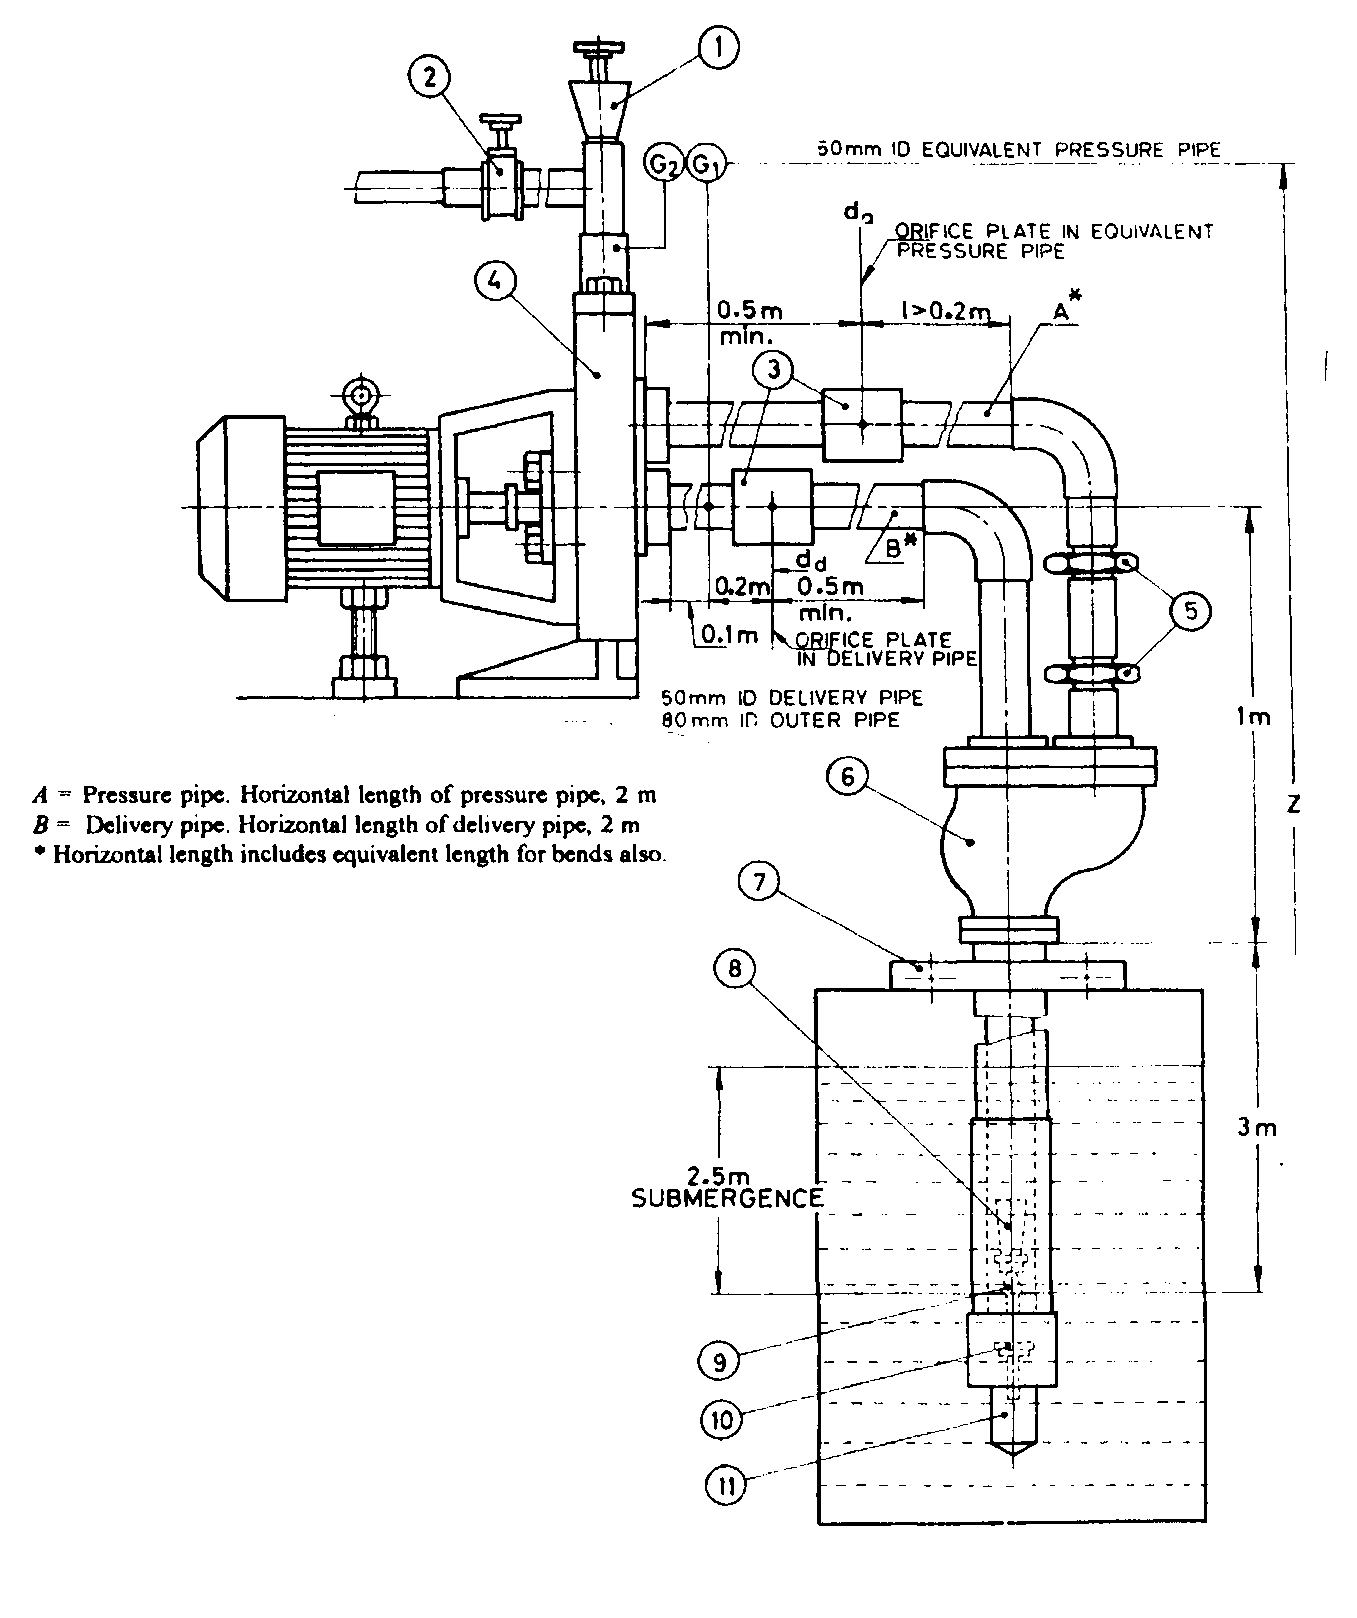 1
2
G2 G1
50mm ID EQUIVALENT PRESSURE PIPE
da
ORIFICE PLATE IN EQUIVALENT
PRESSURE PIPE
4
0.5m
min.
l>0.2m
A*
3
B*
dd
0.2m
0.5m
min.
0.1m
ORIFICE PLATE
IN DELIVERY PIPE
5
50mm ID DELIVERY PIPE
80mm ID OUTER PIPE
1m
6
Z
A = Pressure pipe. Horizontal length of pressure pipe, 2 m
B = Delivery pipe. Horizontal length of delivery pipe, 2 m
* Horizontal length includes equivalent length for bends also.
7
8
3m
2.5m
SUBMERGENCE
9
10
11